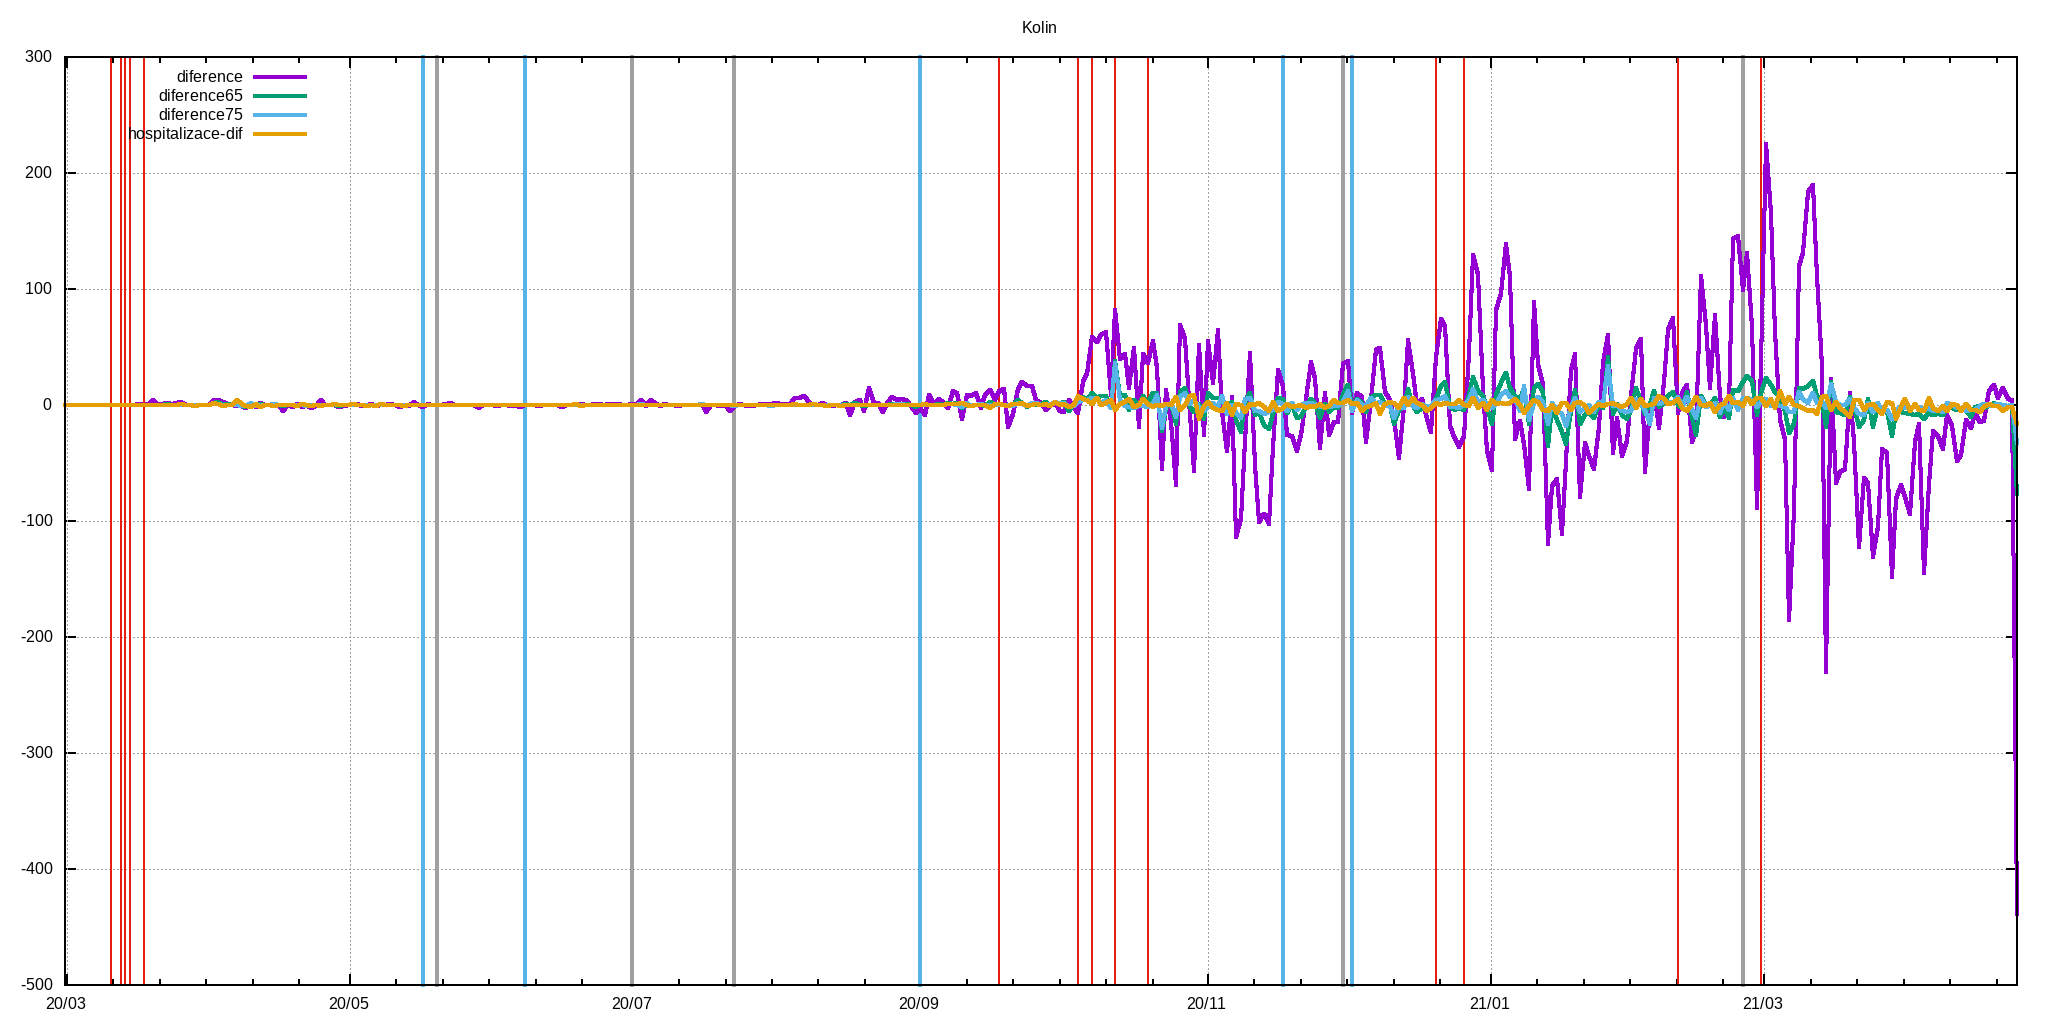 Kolin
300
diference
diference65
diference75
hospitalizace-dif
200
100
0
-100
-200
-300
-400
-500
20/03 20/05 20/07 20/09 20/11 21/01 21/03